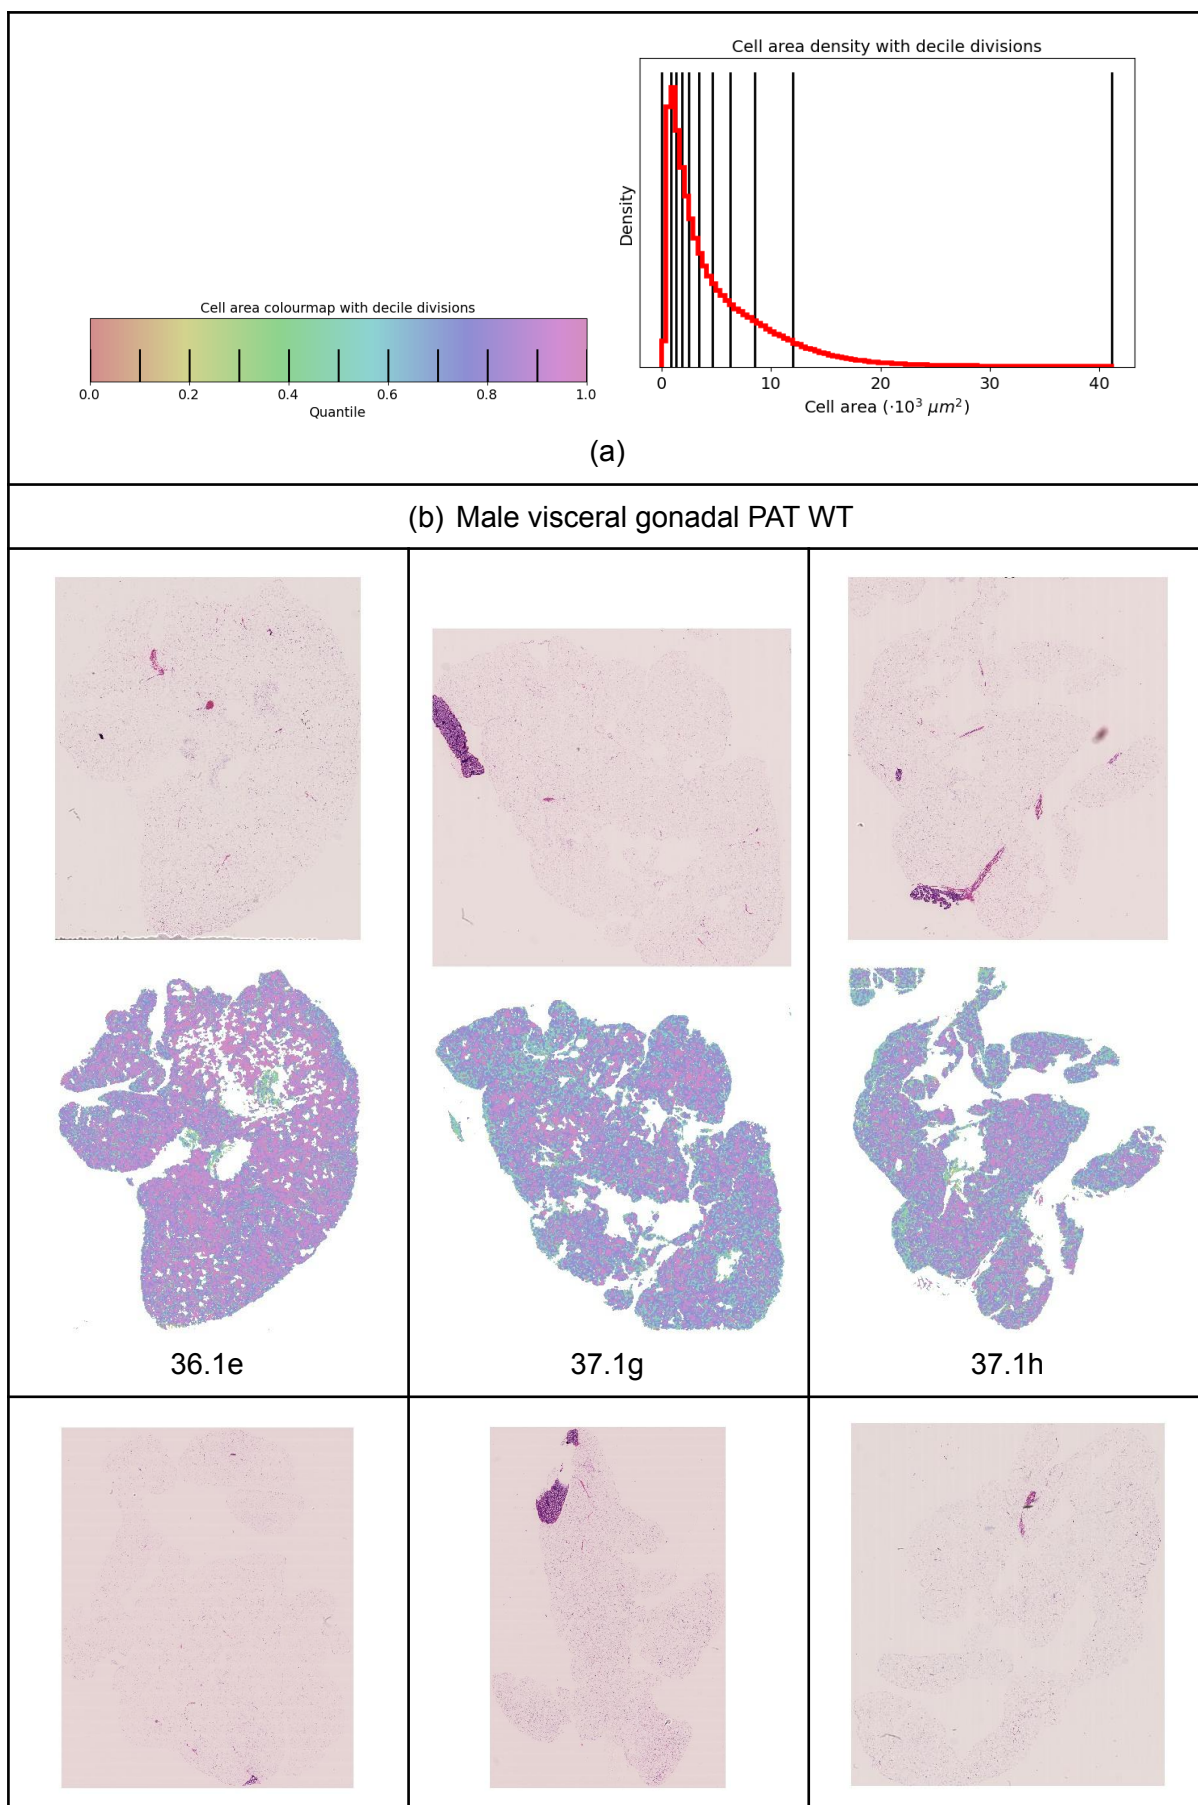 Cell area density with decile divisions
Density
0 10 20 30 40
Cell area (·10³ μm²)
Cell area colourmap with decile divisions
0.0 0.2 0.4 0.6 0.8 1.0
Quantile
(a)
(b) Male visceral gonadal PAT WT
36.1e 37.1g 37.1h